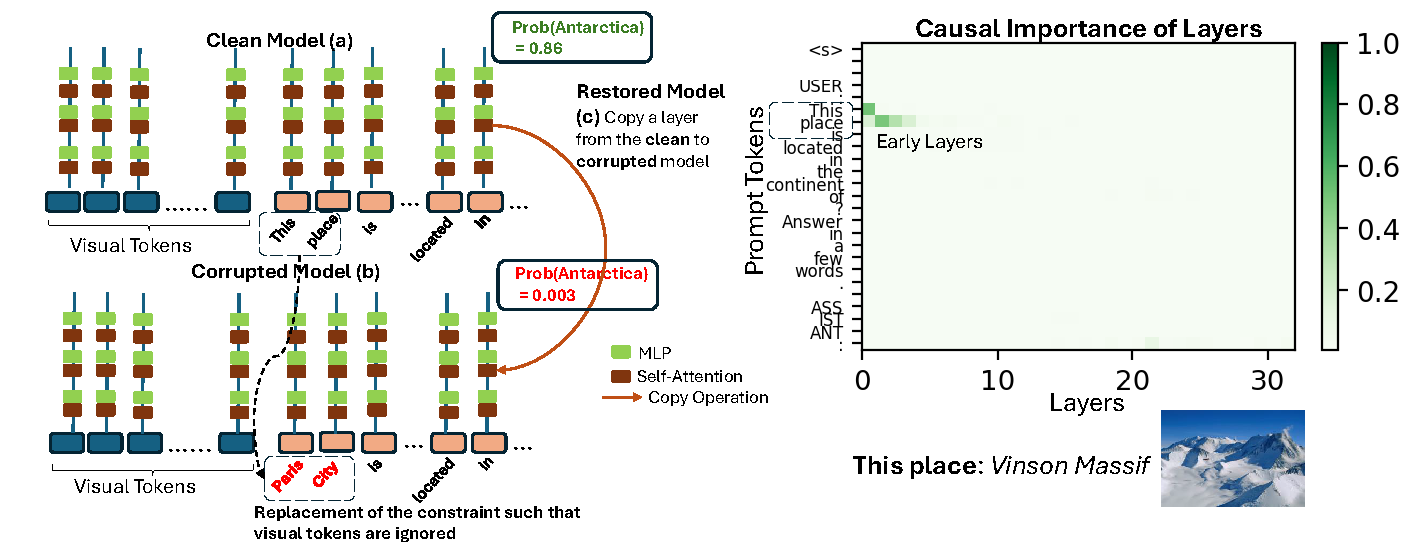 Clean Model (a)
Prob(Antarctica)
= 0.86
Restored Model
(c) Copy a layer
from the clean to
corrupted model
......
...
...
This
place
is
located
in
Visual Tokens
Corrupted Model (b)
Prob(Antarctica)
= 0.003
MLP
Self-Attention
Copy Operation
......
...
...
Paris
City
is
located
in
Visual Tokens
Replacement of the constraint such that
visual tokens are ignored
Causal Importance of Layers
Prompt Tokens
<s>
USER
:
This
place
is
located
in
the
continent
of
?
Answer
in
a
few
words
.
ASS
IST
ANT
:
Early Layers
0
10
20
30
Layers
1.0
0.8
0.6
0.4
0.2
This place: Vinson Massif